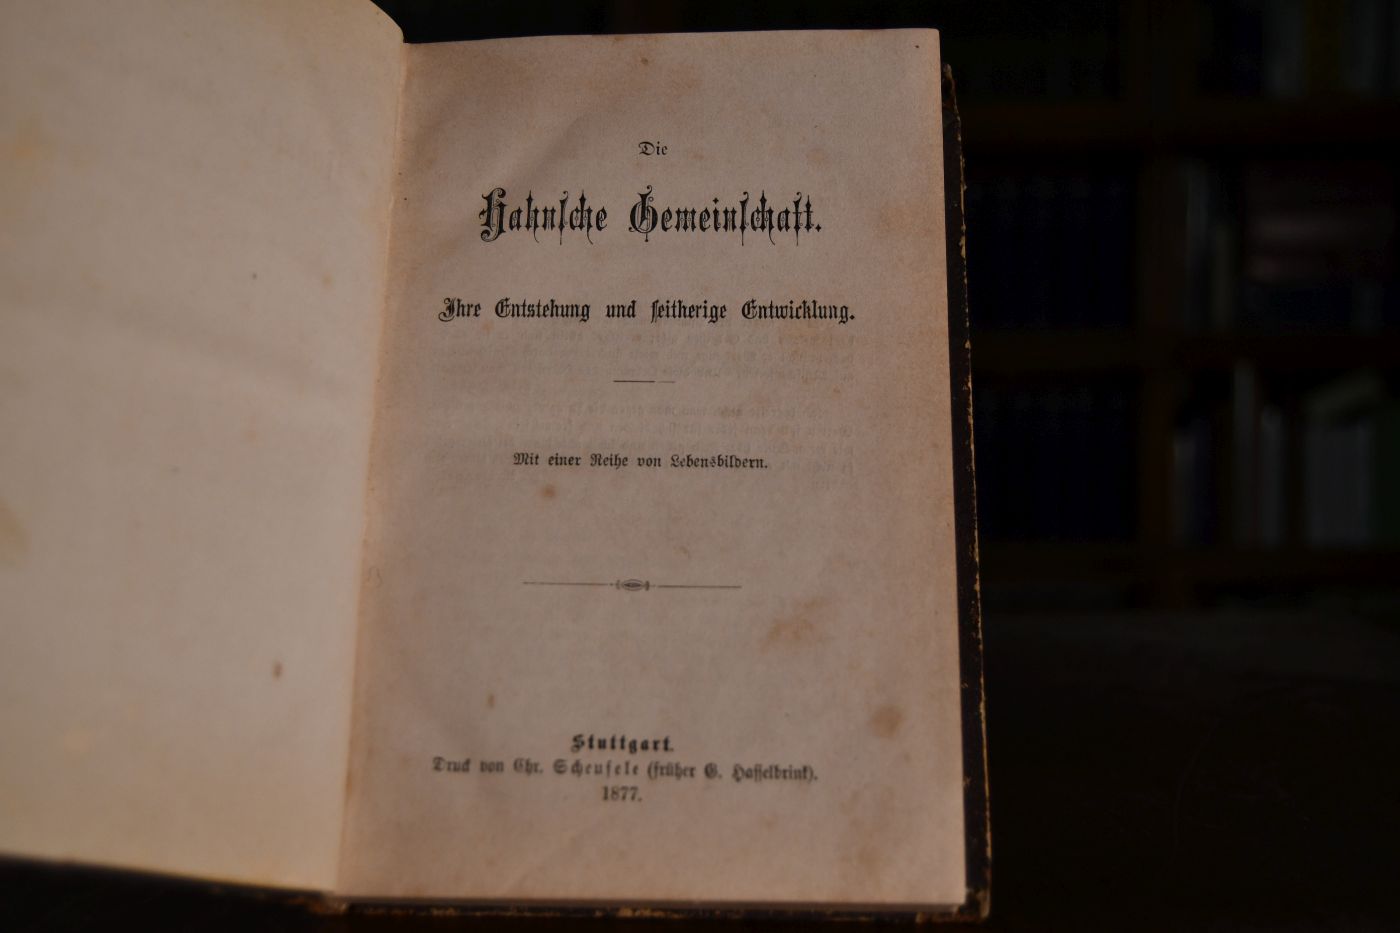 Die
Hahnſche Gemeinſchaft.
Ihre Entstehung und ſeitherige Entwicklung.
Mit einer Reihe von Lebensbildern.
Stuttgart.
Druck von Chr. Scheufele (früher G. Haſſelbrink).
1877.